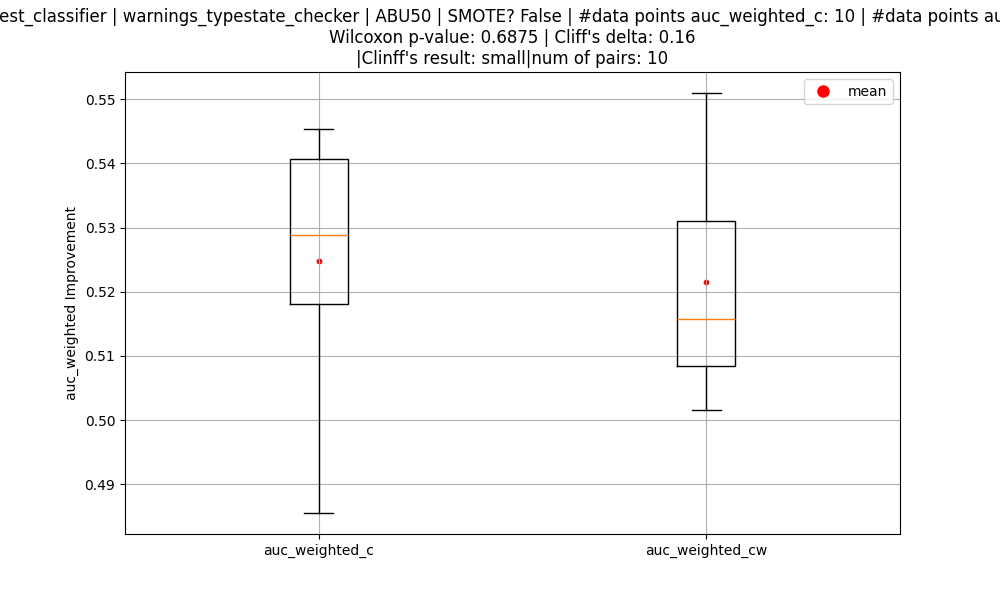 est_classifier | warnings_typestate_checker | ABU50 | SMOTE? False | #data points auc_weighted_c: 10 | #data points au
Wilcoxon p-value: 0.6875 | Cliff's delta: 0.16
|Clinff's result: small|num of pairs: 10
mean
0.55
0.54
0.53
0.52
0.51
0.50
0.49
auc_weighted Improvement
auc_weighted_c
auc_weighted_cw